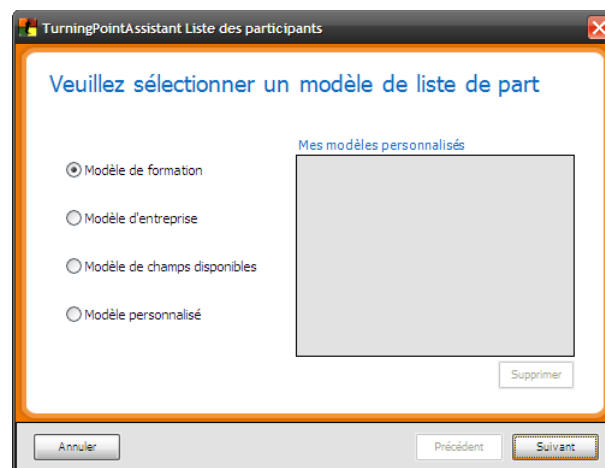 TurningPointAssistant Liste des participants
Veuillez sélectionner un modèle de liste de part
Mes modèles personnalisés
Modèle de formation
Modèle d'entreprise
Modèle de champs disponibles
Modèle personnalisé
Supprimer
Annuler
Précédent
Suivant